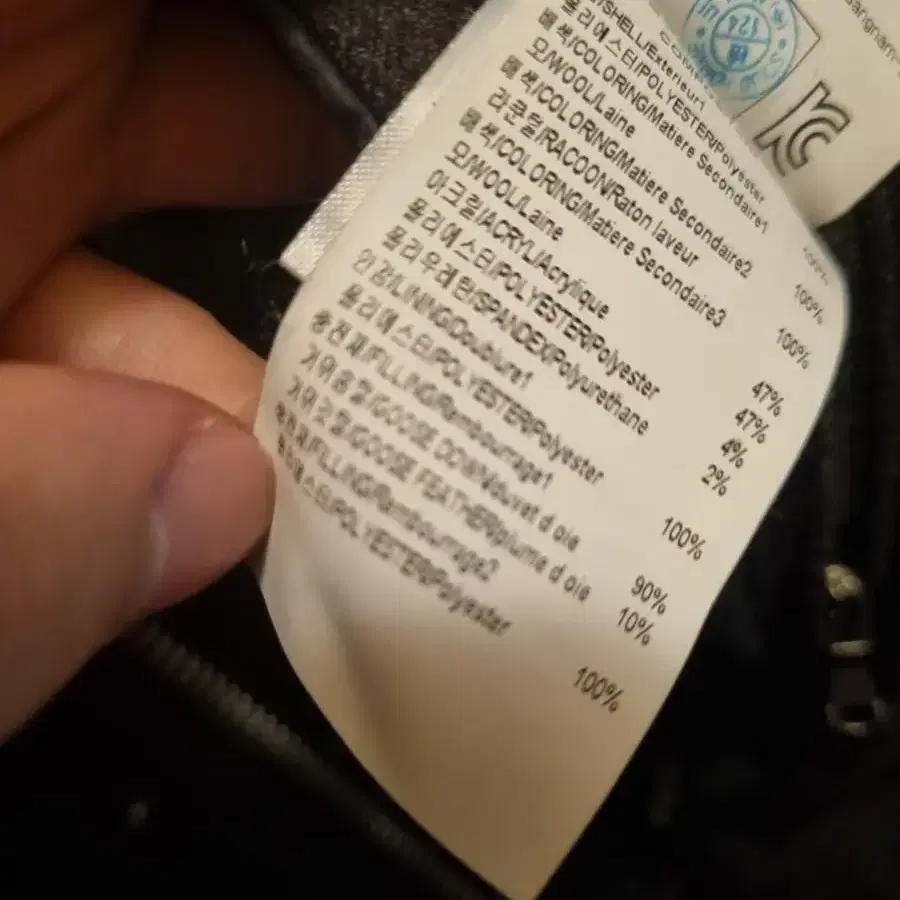 /SHELL/Exterieur1
폴리에스터/POLYESTER/Polyester 100%
배색/COLORING/Matiere Secondaire1
모/WOOL/Laine 100%
배색/COLORING/Matiere Secondaire2
라쿤털/RACOON/Raton laveur 100%
배색/COLORING/Matiere Secondaire3
모/WOOL/Laine 47%
아크릴/ACRYL/Acrylique 47%
폴리에스터/POLYESTER/Polyester 4%
폴리우레탄/SPANDEX/Polyurethane 2%
안감/LINING/Doublure1
폴리에스터/POLYESTER/Polyester 100%
충전재/FILLING/Rembourrage1
거위솜털/GOOSE DOWN/duvet d oie 90%
거위깃털/GOOSE FEATHER/plume d oie 10%
충전재/FILLING/Rembourrage2
폴리에스터/POLYESTER/Polyester 100%
KC